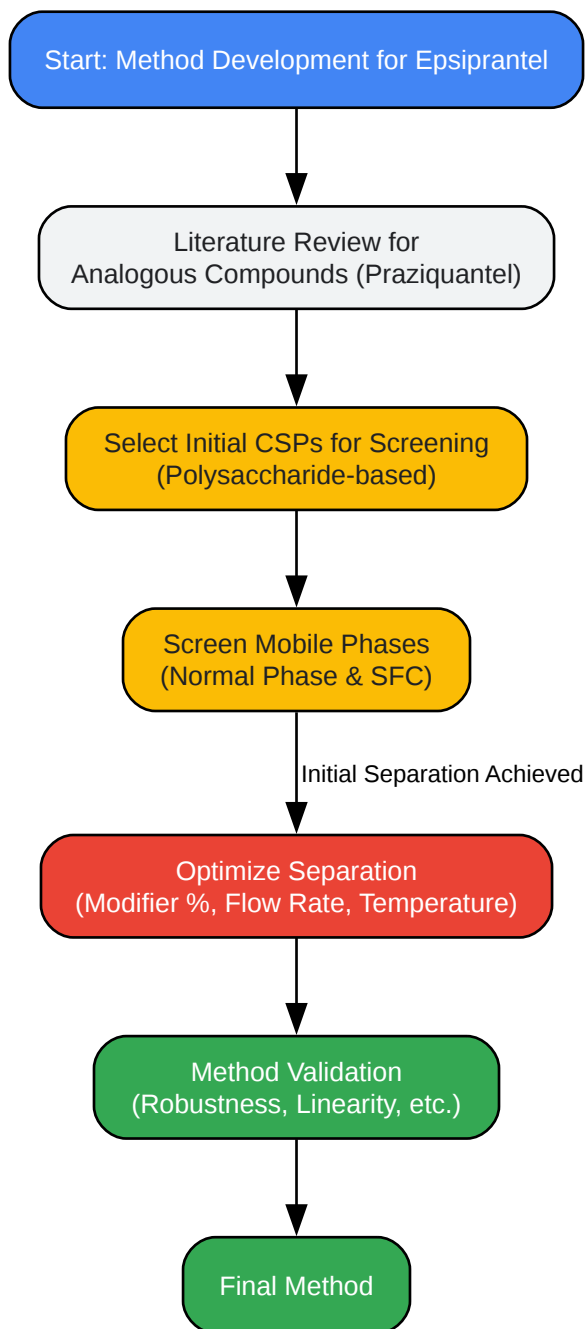 Start: Method Development for Epsiprantel
Literature Review for
Analogous Compounds (Praziquantel)
Select Initial CSPs for Screening
(Polysaccharide-based)
Screen Mobile Phases
(Normal Phase & SFC)
Initial Separation Achieved
Optimize Separation
(Modifier %, Flow Rate, Temperature)
Method Validation
(Robustness, Linearity, etc.)
Final Method